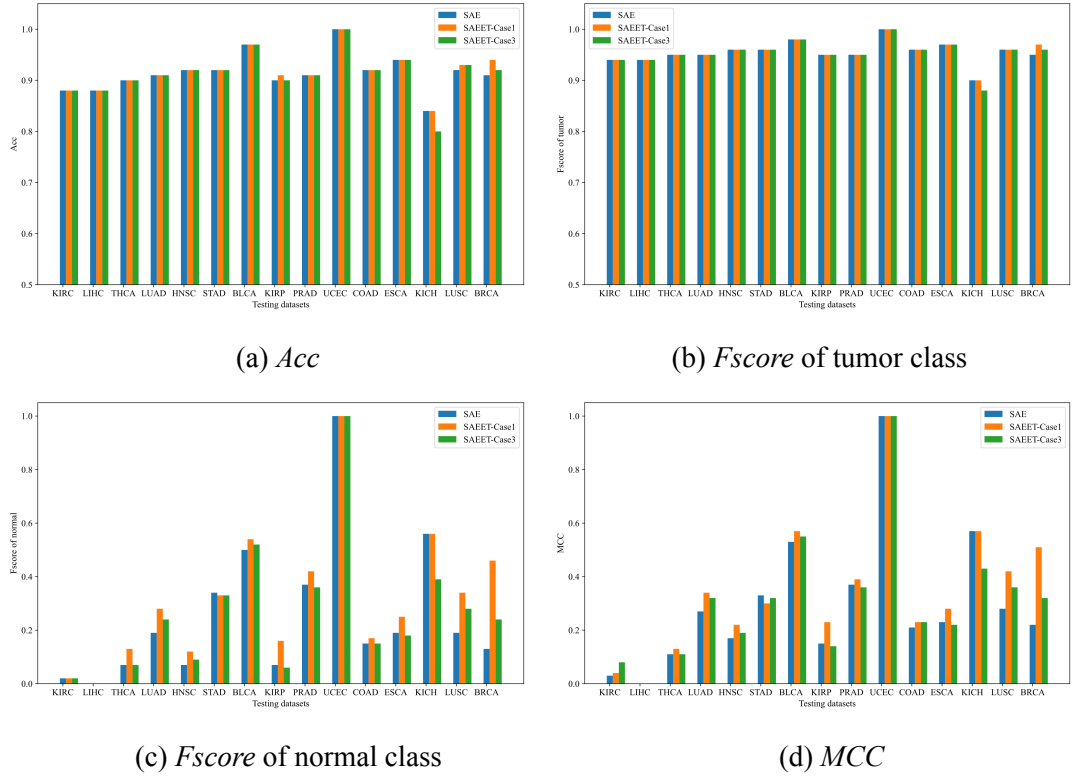 1.0
0.9
0.8
0.7
0.6
0.5
Acc
SAE
SAEET-Case1
SAEET-Case3
KIRC LIHC THCA LUAD HNSC STAD BLCA KIRP PRAD UCEC COAD ESCA KICH LUSC BRCA
Testing datasets
(a) Acc
1.0
0.9
0.8
0.7
0.6
0.5
Fscore of tumor
SAE
SAEET-Case1
SAEET-Case3
KIRC LIHC THCA LUAD HNSC STAD BLCA KIRP PRAD UCEC COAD ESCA KICH LUSC BRCA
Testing datasets
(b) Fscore of tumor class
1.0
0.8
0.6
0.4
0.2
0.0
Fscore of normal
SAE
SAEET-Case1
SAEET-Case3
KIRC LIHC THCA LUAD HNSC STAD BLCA KIRP PRAD UCEC COAD ESCA KICH LUSC BRCA
Testing datasets
(c) Fscore of normal class
1.0
0.8
0.6
0.4
0.2
0.0
MCC
SAE
SAEET-Case1
SAEET-Case3
KIRC LIHC THCA LUAD HNSC STAD BLCA KIRP PRAD UCEC COAD ESCA KICH LUSC BRCA
Testing datasets
(d) MCC